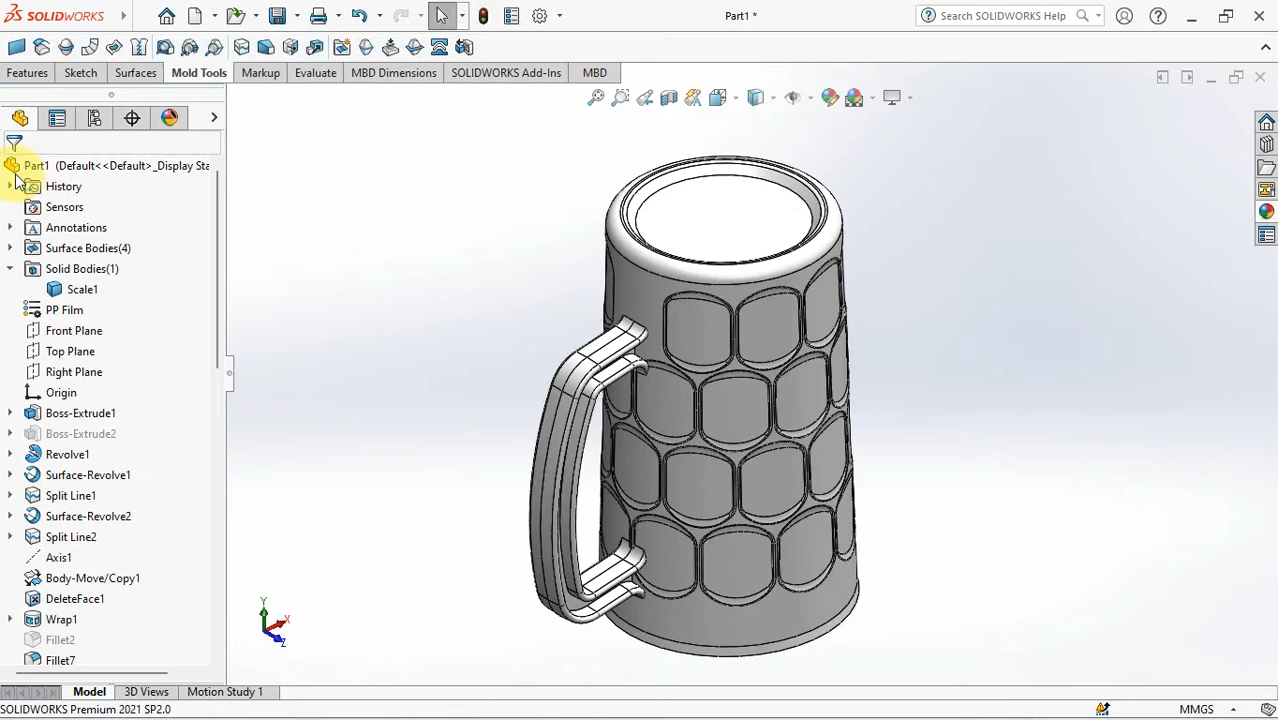 SOLIDWORKS
Part1 *
Search SOLIDWORKS Help
Features Sketch Surfaces Mold Tools Markup Evaluate MBD Dimensions SOLIDWORKS Add-Ins MBD
Part1 (Default<<Default>_Display Sta
History
Sensors
Annotations
Surface Bodies(4)
Solid Bodies(1)
Scale1
PP Film
Front Plane
Top Plane
Right Plane
Origin
Boss-Extrude1
Boss-Extrude2
Revolve1
Surface-Revolve1
Split Line1
Surface-Revolve2
Split Line2
Axis1
Body-Move/Copy1
DeleteFace1
Wrap1
Fillet2
Fillet7
Y
X
Z
Model 3D Views Motion Study 1
SOLIDWORKS Premium 2021 SP2.0
MMGS